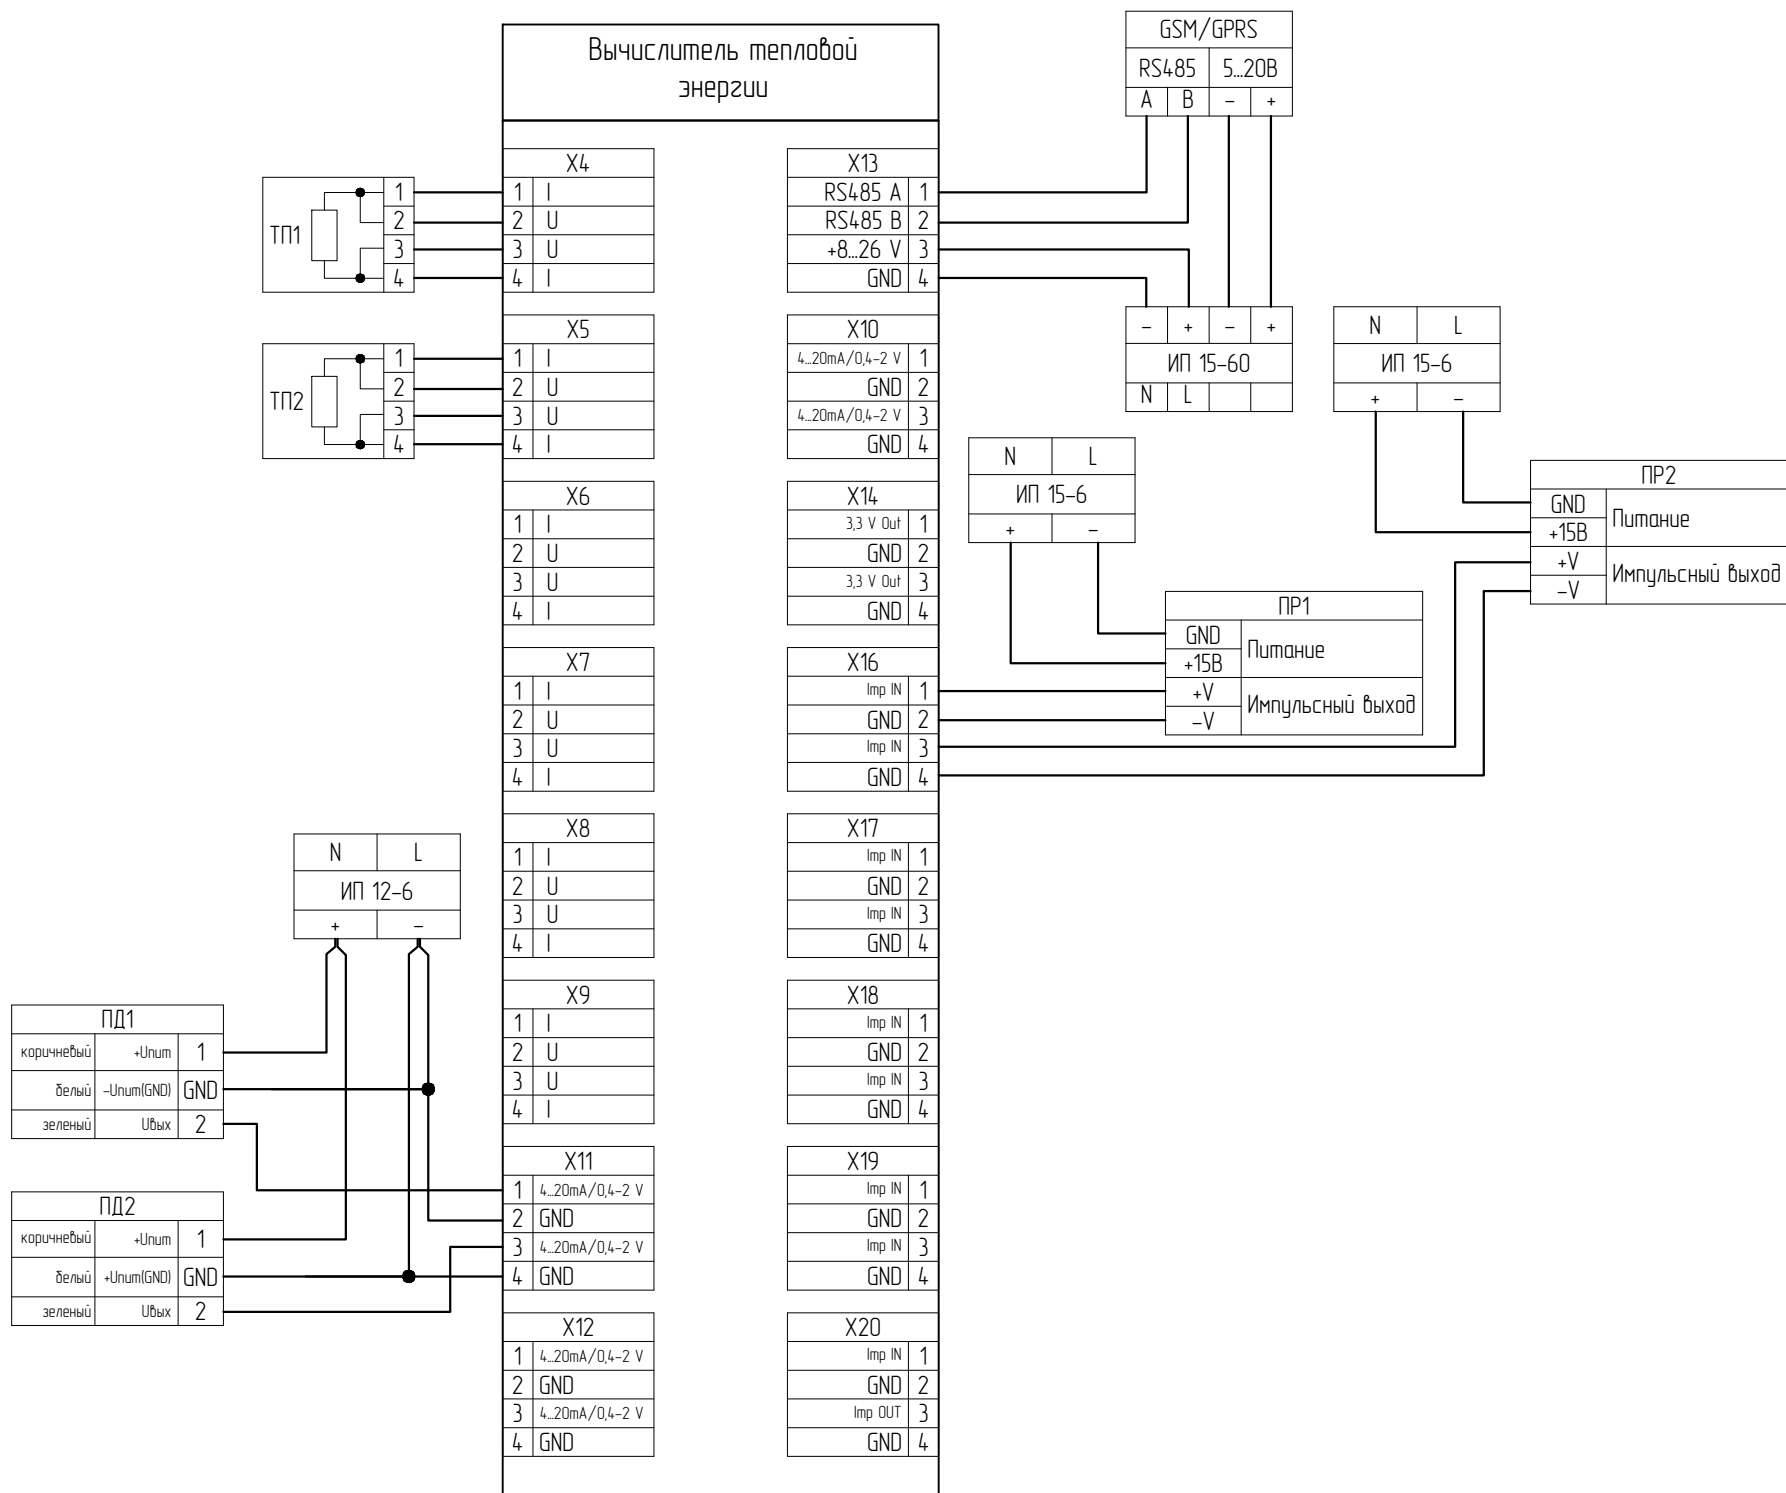 Вычислитель тепловой
энергии
GSM/GPRS
RS485 5...20В
A B – +
ТП1
1
2
3
4
X4
1 I
2 U
3 U
4 I
X13
RS485 A 1
RS485 B 2
+8...26 V 3
GND 4
– + – +
ИП 15–60
N L
ТП2
1
2
3
4
X5
1 I
2 U
3 U
4 I
X10
4...20mA/0,4–2 V 1
GND 2
4...20mA/0,4–2 V 3
GND 4
N L
ИП 15–6
+ –
X6
1 I
2 U
3 U
4 I
X14
3,3 V Out 1
GND 2
3,3 V Out 3
GND 4
N L
ИП 15–6
+ –
ПР2
GND
+15В
Питание
+V
–V
Импульсный выход
X7
1 I
2 U
3 U
4 I
X16
Imp IN 1
GND 2
Imp IN 3
GND 4
ПР1
GND
+15В
Питание
+V
–V
Импульсный выход
X8
1 I
2 U
3 U
4 I
X17
Imp IN 1
GND 2
Imp IN 3
GND 4
N L
ИП 12–6
+ –
X9
1 I
2 U
3 U
4 I
X18
Imp IN 1
GND 2
Imp IN 3
GND 4
ПД1
коричневый +Uпит 1
белый –Uпит(GND) GND
зеленый Uвых 2
X11
1 4...20mA/0,4–2 V
2 GND
3 4...20mA/0,4–2 V
4 GND
X19
Imp IN 1
GND 2
Imp IN 3
GND 4
ПД2
коричневый +Uпит 1
белый +Uпит(GND) GND
зеленый Uвых 2
X12
1 4...20mA/0,4–2 V
2 GND
3 4...20mA/0,4–2 V
4 GND
X20
Imp IN 1
GND 2
Imp OUT 3
GND 4